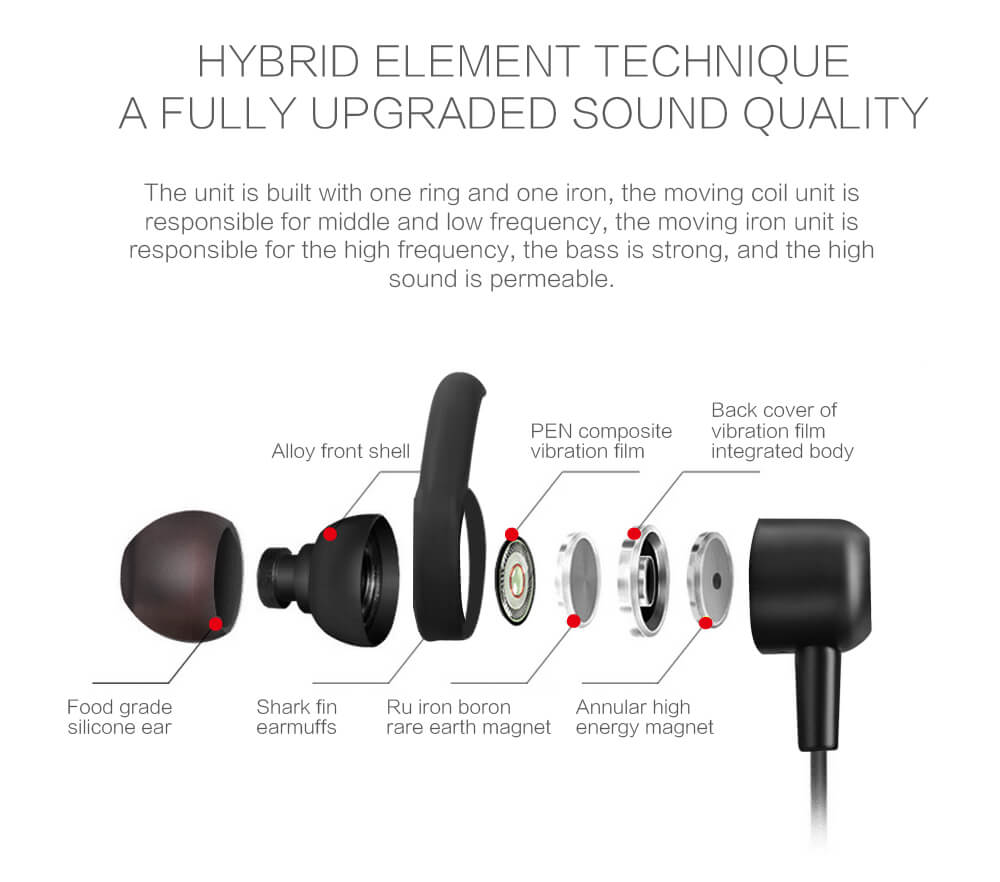 HYBRID ELEMENT TECHNIQUE
A FULLY UPGRADED SOUND QUALITY
The unit is built with one ring and one iron, the moving coil unit is
responsible for middle and low frequency, the moving iron unit is
responsible for the high frequency, the bass is strong, and the high
sound is permeable.
Back cover of
vibration film
integrated body
PEN composite
vibration film
Alloy front shell
Food grade
silicone ear
Shark fin
earmuffs
Ru iron boron
rare earth magnet
Annular high
energy magnet